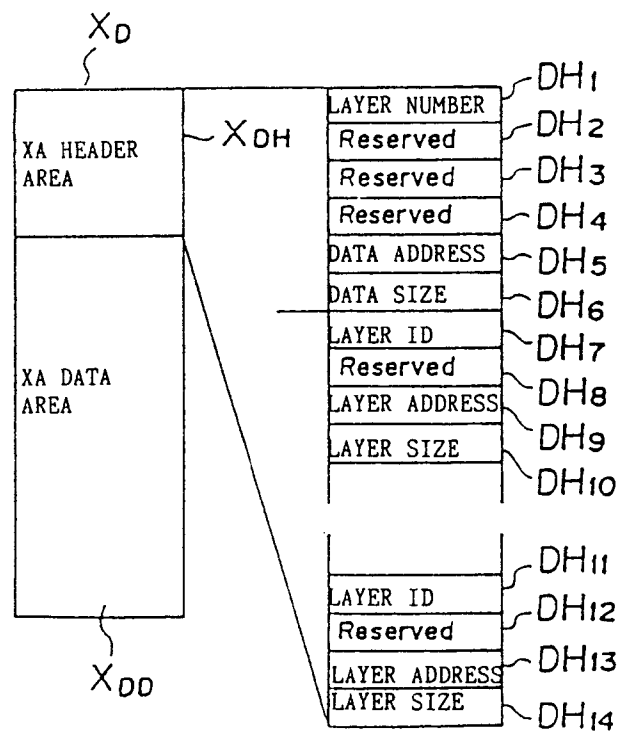 XD
XA HEADER
AREA
XDH
XA DATA
AREA
XDD
LAYER NUMBER DH1
Reserved DH2
Reserved DH3
Reserved DH4
DATA ADDRESS DH5
DATA SIZE DH6
LAYER ID DH7
Reserved DH8
LAYER ADDRESS DH9
LAYER SIZE DH10
LAYER ID DH11
Reserved DH12
LAYER ADDRESS DH13
LAYER SIZE DH14